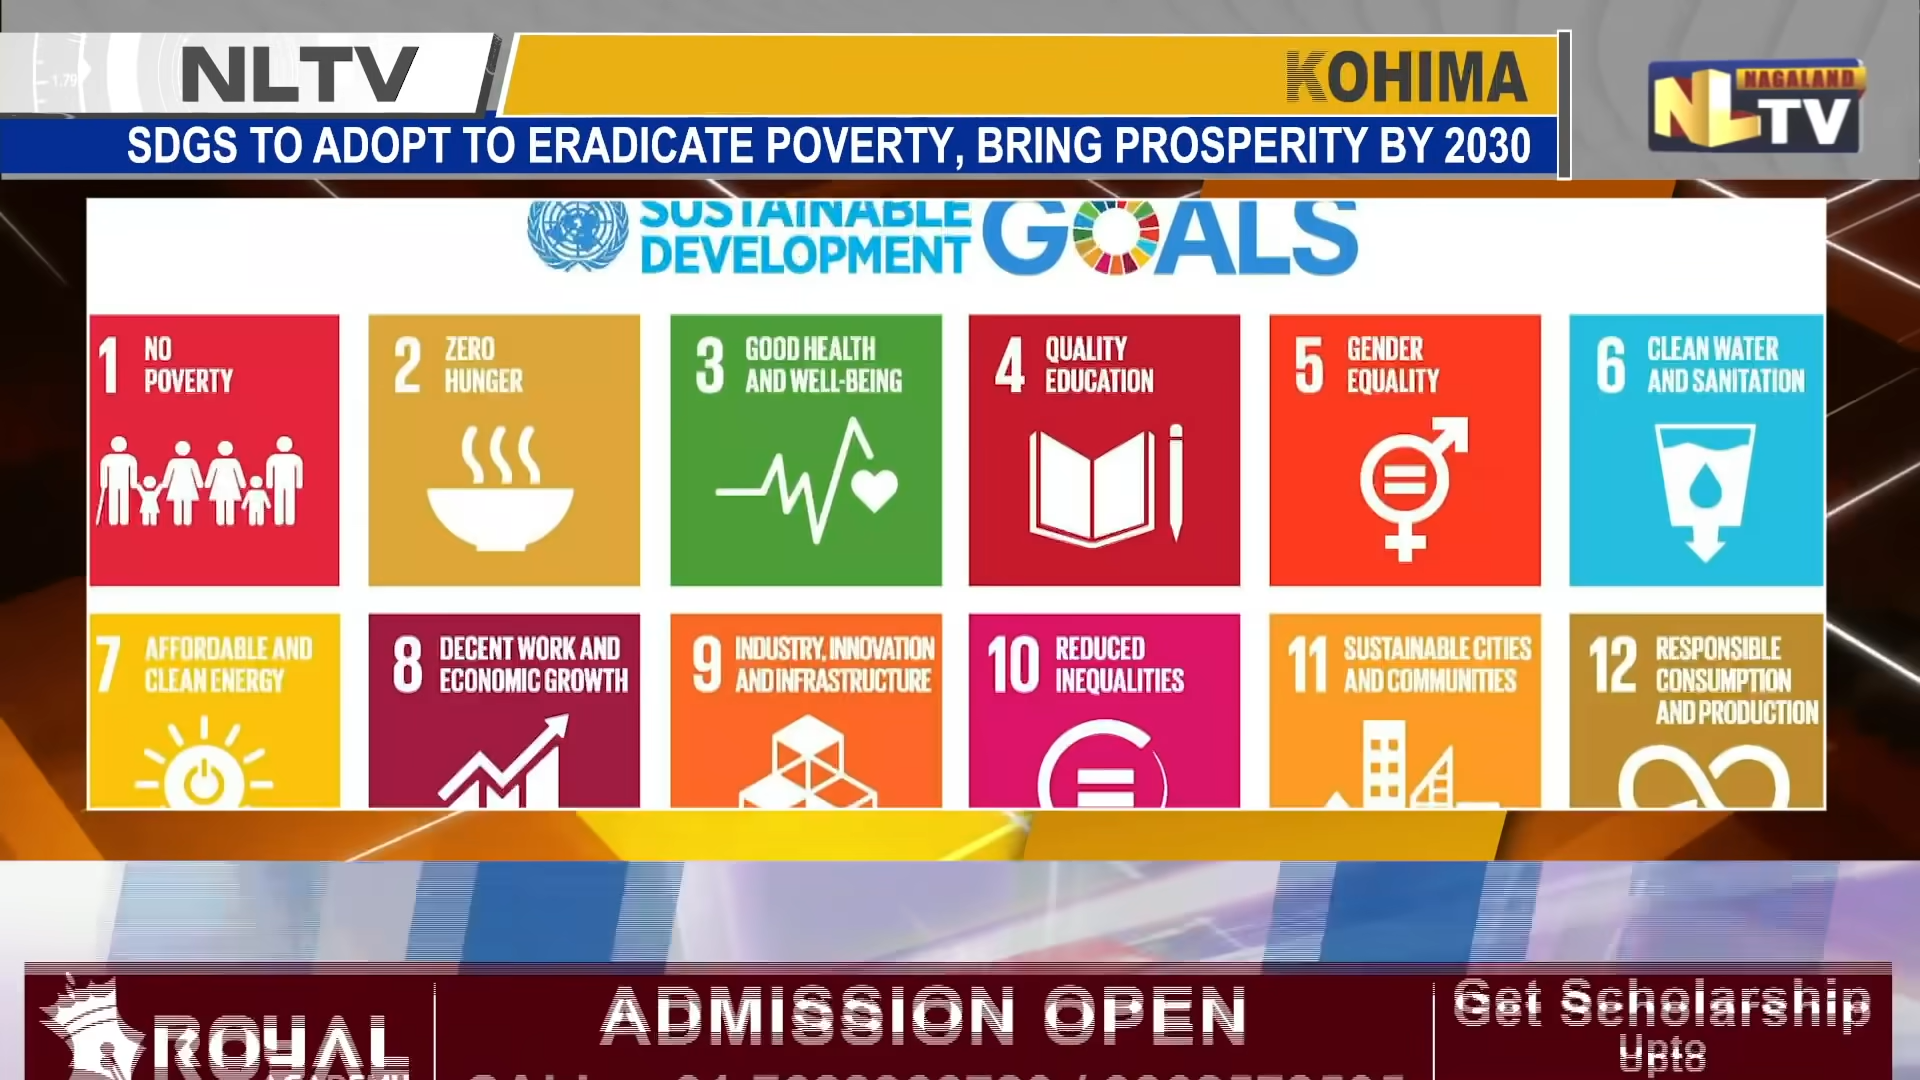 NLTV
KOHIMA
NAGALAND
NLTV
SDGS TO ADOPT TO ERADICATE POVERTY, BRING PROSPERITY BY 2030
SUSTAINABLE
DEVELOPMENT
GOALS
1 NO
POVERTY
2 ZERO
HUNGER
3 GOOD HEALTH
AND WELL-BEING
4 QUALITY
EDUCATION
5 GENDER
EQUALITY
6 CLEAN WATER
AND SANITATION
7 AFFORDABLE AND
CLEAN ENERGY
8 DECENT WORK AND
ECONOMIC GROWTH
9 INDUSTRY, INNOVATION
AND INFRASTRUCTURE
10 REDUCED
INEQUALITIES
11 SUSTAINABLE CITIES
AND COMMUNITIES
12 RESPONSIBLE
CONSUMPTION
AND PRODUCTION
ROYAL
ADMISSION OPEN
Get Scholarship
Upto